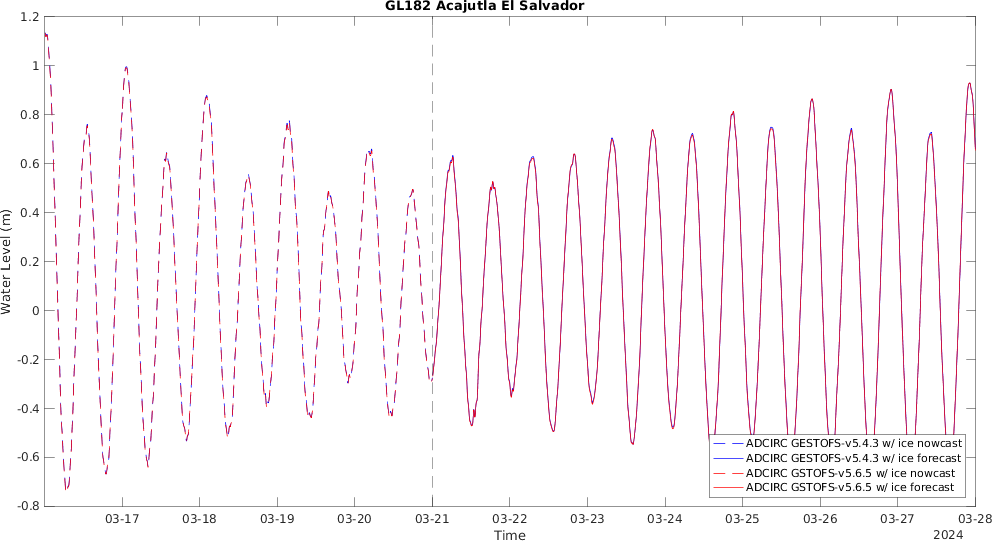 GL182 Acajutla El Salvador
1.2
1
0.8
0.6
0.4
0.2
0
-0.2
-0.4
-0.6
-0.8
Water Level (m)
ADCIRC GESTOFS-v5.4.3 w/ ice nowcast
ADCIRC GESTOFS-v5.4.3 w/ ice forecast
ADCIRC GSTOFS-v5.6.5 w/ ice nowcast
ADCIRC GSTOFS-v5.6.5 w/ ice forecast
03-17 03-18 03-19 03-20 03-21 03-22 03-23 03-24 03-25 03-26 03-27 03-28
Time
2024